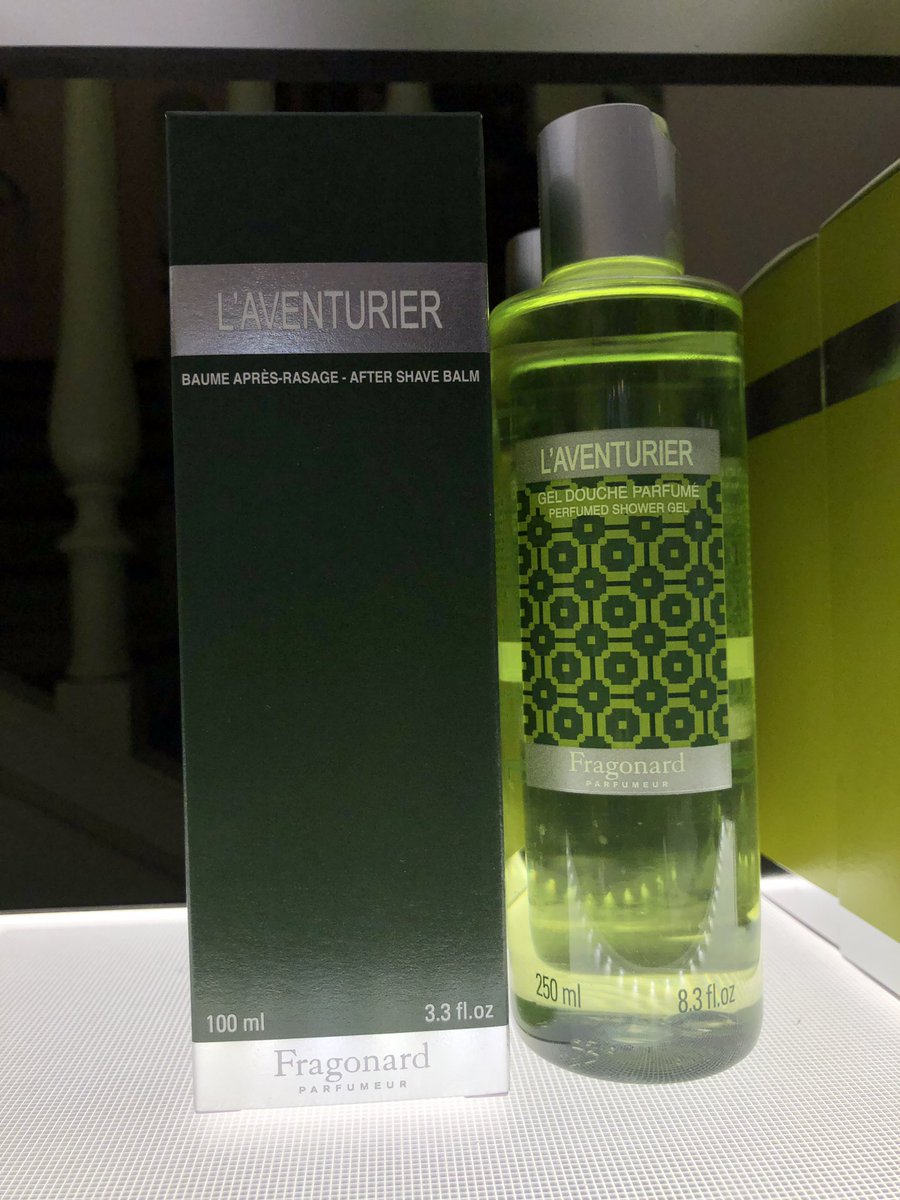 L'AVENTURIER
BAUME APRÈS-RASAGE - AFTER SHAVE BALM
100 ml
3.3 fl.oz
Fragonard
PARFUMEUR
L'AVENTURIER
GEL DOUCHE PARFUMÉ
PERFUMED SHOWER GEL
Fragonard
PARFUMEUR
250 ml
8.3 fl.oz